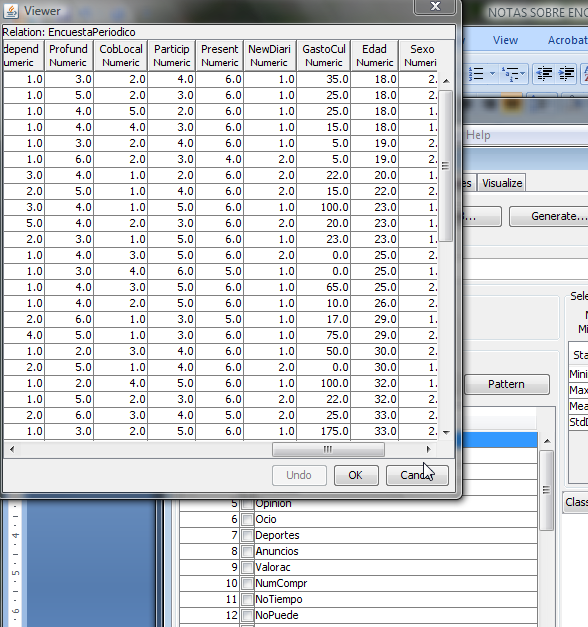 Viewer
NOTAS SOBRE ENC
Relation: EncuestaPeriodico
View Acrobat
depend Profund CobLocal Particip Present NewDiari GastoCul Edad Sexo
umeric Numeric Numeric Numeric Numeric Numeric Numeric Numeric Numeri
1.0 3.0 2.0 4.0 6.0 1.0 35.0 18.0 2.
1.0 5.0 2.0 3.0 6.0 2.0 25.0 18.0 2.
1.0 4.0 5.0 2.0 6.0 1.0 25.0 18.0 1.
1.0 4.0 4.0 3.0 6.0 1.0 15.0 18.0 1.
1.0 3.0 2.0 4.0 6.0 1.0 5.0 19.0 2.
1.0 6.0 2.0 3.0 4.0 2.0 5.0 19.0 2.
3.0 4.0 1.0 2.0 6.0 2.0 22.0 20.0 1.
2.0 5.0 1.0 4.0 6.0 1.0 15.0 22.0 2.
3.0 4.0 1.0 5.0 6.0 1.0 100.0 23.0 1.
5.0 4.0 2.0 3.0 6.0 2.0 20.0 23.0 2.
2.0 3.0 1.0 5.0 6.0 1.0 23.0 23.0 1.
1.0 4.0 3.0 5.0 6.0 2.0 0.0 25.0 2.
1.0 3.0 4.0 6.0 5.0 1.0 0.0 25.0 1.
1.0 4.0 3.0 5.0 6.0 1.0 65.0 25.0 2.
1.0 4.0 2.0 5.0 6.0 1.0 10.0 26.0 2.
2.0 6.0 1.0 3.0 5.0 1.0 17.0 29.0 1.
4.0 5.0 1.0 3.0 6.0 1.0 75.0 29.0 2.
1.0 2.0 3.0 4.0 6.0 1.0 50.0 30.0 2.
2.0 5.0 1.0 4.0 6.0 2.0 0.0 30.0 1.
1.0 2.0 4.0 5.0 6.0 1.0 100.0 32.0 1.
1.0 5.0 2.0 3.0 6.0 2.0 22.0 32.0 2.
2.0 6.0 3.0 4.0 5.0 2.0 25.0 33.0 2.
1.0 3.0 2.0 5.0 6.0 1.0 175.0 33.0 2.
Undo OK Canc
Help
es Visualize
... Generate...
Sele
Mi
Sta
Pattern
Mini
Max
Mea
StdD
Class
5 Opinion
6 Ocio
7 Deportes
8 Anuncios
9 Valorac
10 NumCompr
11 NoTiempo
12 NoPuede
5
6